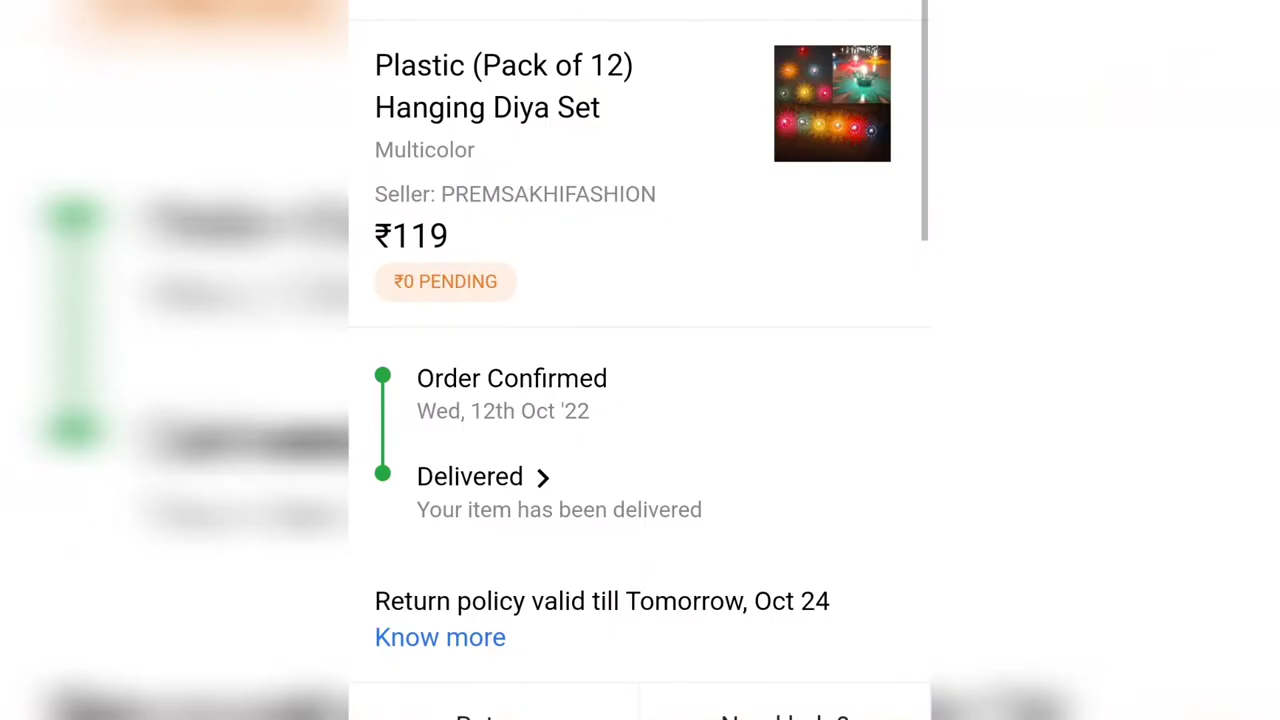 Plastic (Pack of 12)
Hanging Diya Set
Multicolor
Seller: PREMSAKHIFASHION
₹119
₹0 PENDING
Order Confirmed
Wed, 12th Oct '22
Delivered
Your item has been delivered
Return policy valid till Tomorrow, Oct 24
Know more